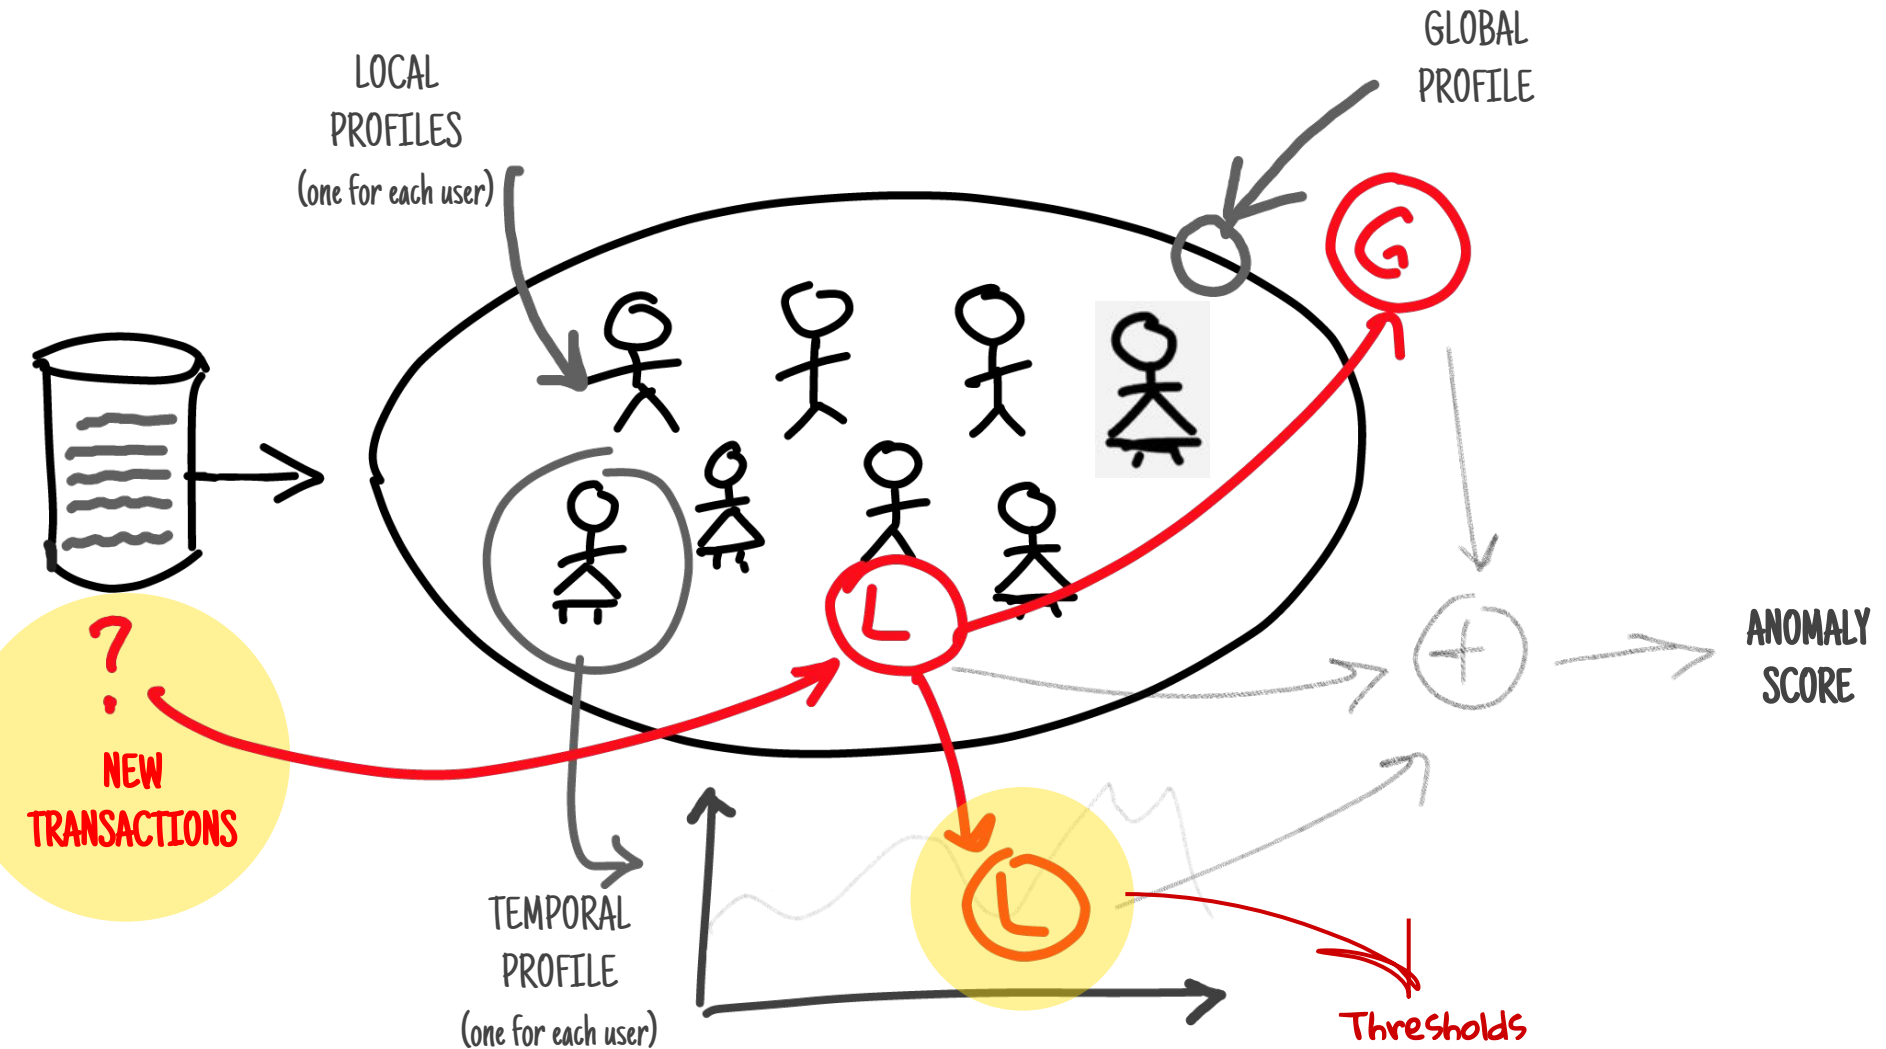 GLOBAL
PROFILE
LOCAL
PROFILES
(one for each user)
G
?
NEW
TRANSACTIONS
L
+
ANOMALY
SCORE
TEMPORAL
PROFILE
(one for each user)
L
Thresholds